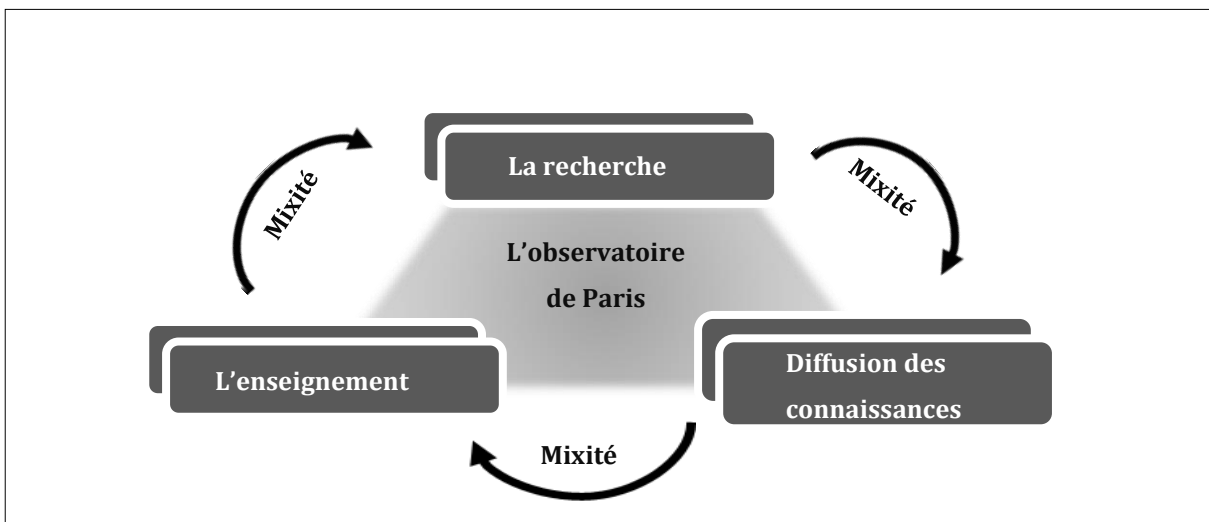 La recherche
Mixité
Mixité
L’observatoire
de Paris
L’enseignement
Diffusion des
connaissances
Mixité